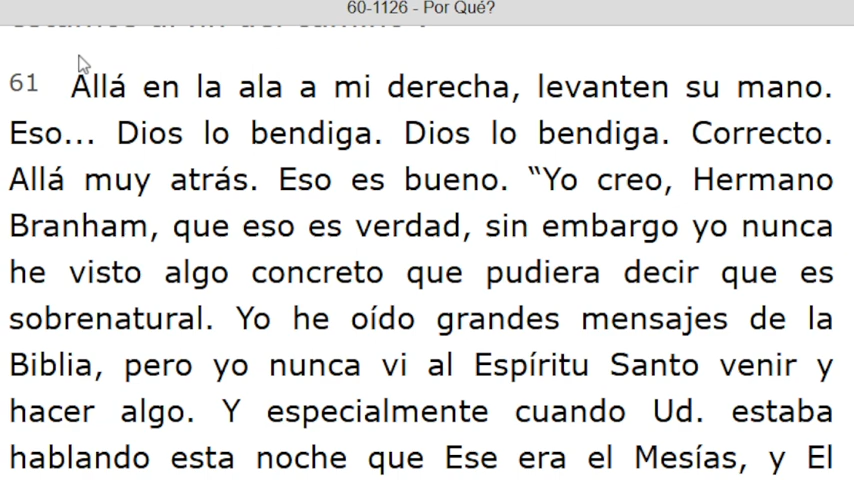 60-1126 - Por Qué?
61 Allá en la ala a mi derecha, levanten su mano.
Eso... Dios lo bendiga. Dios lo bendiga. Correcto.
Allá muy atrás. Eso es bueno. “Yo creo, Hermano
Branham, que eso es verdad, sin embargo yo nunca
he visto algo concreto que pudiera decir que es
sobrenatural. Yo he oído grandes mensajes de la
Biblia, pero yo nunca vi al Espíritu Santo venir y
hacer algo. Y especialmente cuando Ud. estaba
hablando esta noche que Ese era el Mesías, y El